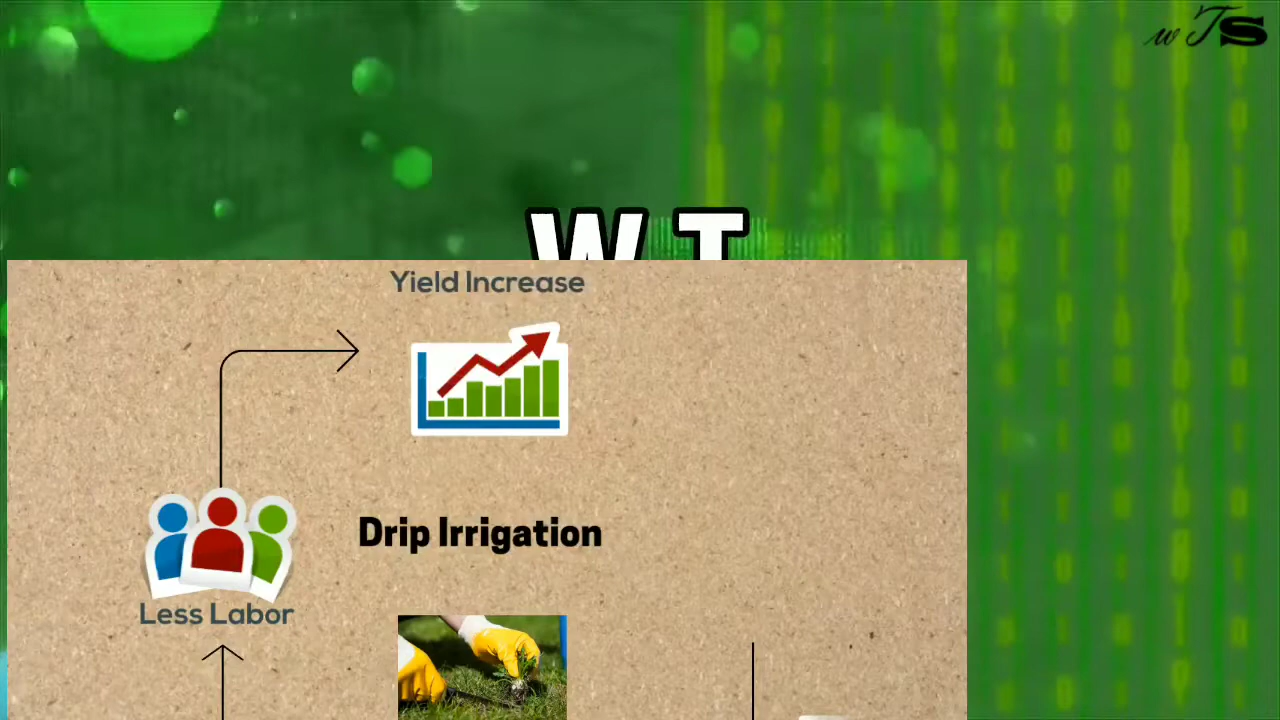 wTS
W T
Yield Increase
Drip Irrigation
Less Labor